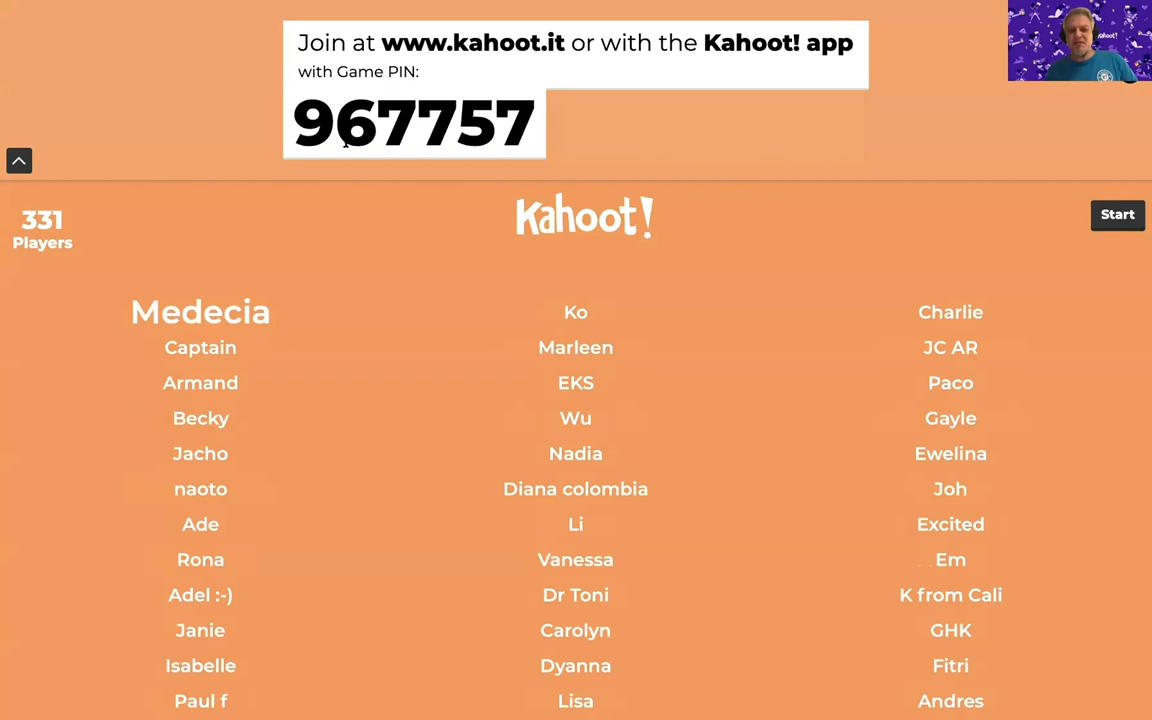 Join at www.kahoot.it or with the Kahoot! app
with Game PIN:
967757
Kahoot!
331
Players
Kahoot!
Start
Medecia
Ko
Charlie
Captain
Marleen
JC AR
Armand
EKS
Paco
Becky
Wu
Gayle
Jacho
Nadia
Ewelina
naoto
Diana colombia
Joh
Ade
Li
Excited
Rona
Vanessa
Em
Adel :-)
Dr Toni
K from Cali
Janie
Carolyn
GHK
Isabelle
Dyanna
Fitri
Paul f
Lisa
Andres